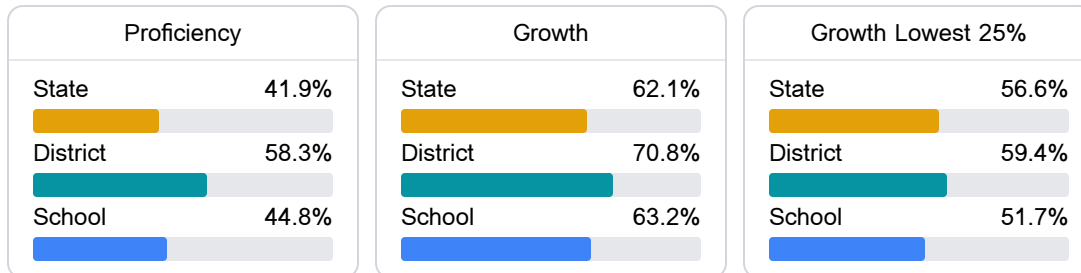 Proficiency
State 41.9%
District 58.3%
School 44.8%
Growth
State 62.1%
District 70.8%
School 63.2%
Growth Lowest 25%
State 56.6%
District 59.4%
School 51.7%